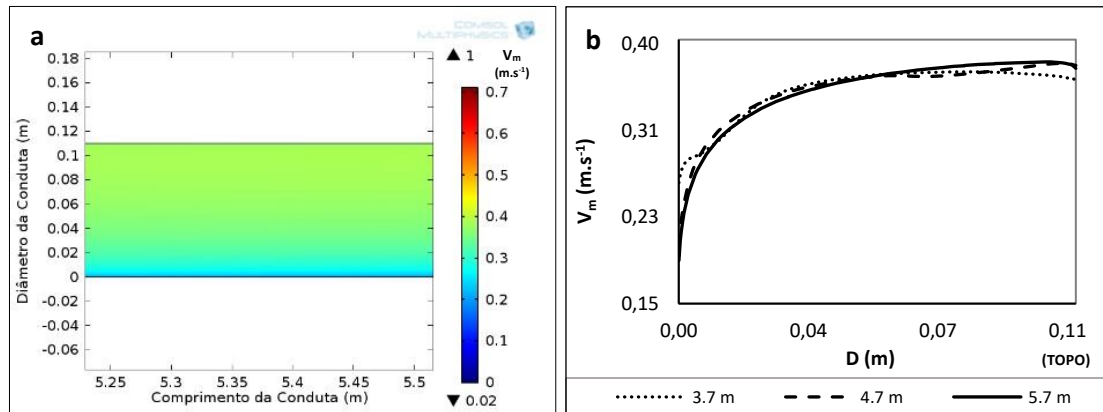 a
COMSOL
MULTIPHYSICS
▲ 1
Vm
(m.s-1)
0.18
0.16
0.14
0.12
0.1
0.08
0.06
0.04
0.02
0
-0.02
-0.04
-0.06
Diâmetro da Conduta (m)
5.25 5.3 5.35 5.4 5.45 5.5
Comprimento da Conduta (m)
0.7
0.6
0.5
0.4
0.3
0.2
0.1
0
▼ 0.02
b
0,40
0,31
0,23
0,15
Vm (m.s-1)
0,00 0,04 0,07 0,11
D (m)
(TOPO)
3.7 m 4.7 m 5.7 m